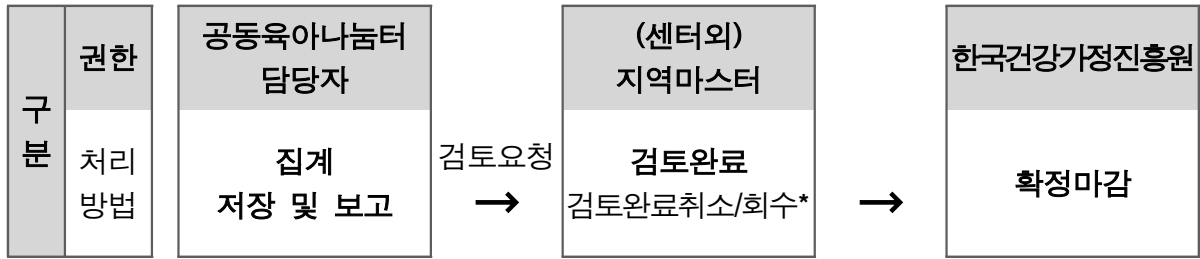 구
분
권한
처리
방법
공동육아나눔터
담당자
집계
저장 및 보고
검토요청
→
(센터외)
지역마스터
검토완료
검토완료취소/회수*
→
한국건강가정진흥원
확정마감